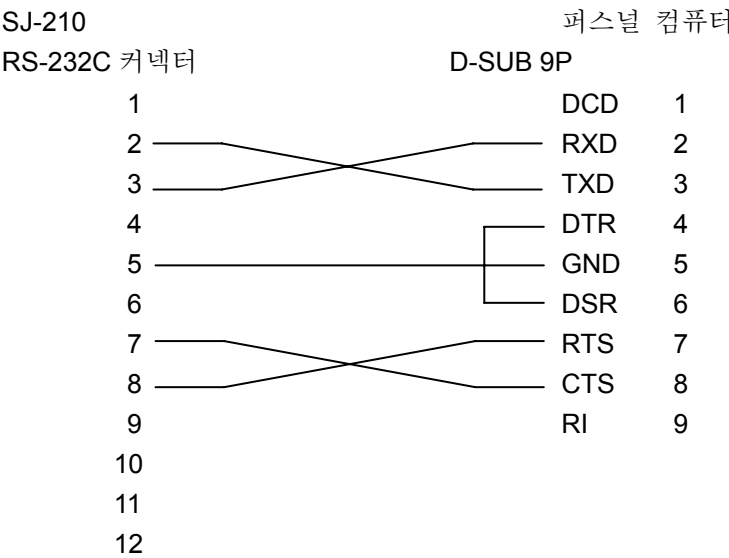 SJ-210 퍼스널 컴퓨터
RS-232C 커넥터 D-SUB 9P
1 DCD 1
2 RXD 2
3 TXD 3
4 DTR 4
5 GND 5
6 DSR 6
7 RTS 7
8 CTS 8
9 RI 9
10
11
12